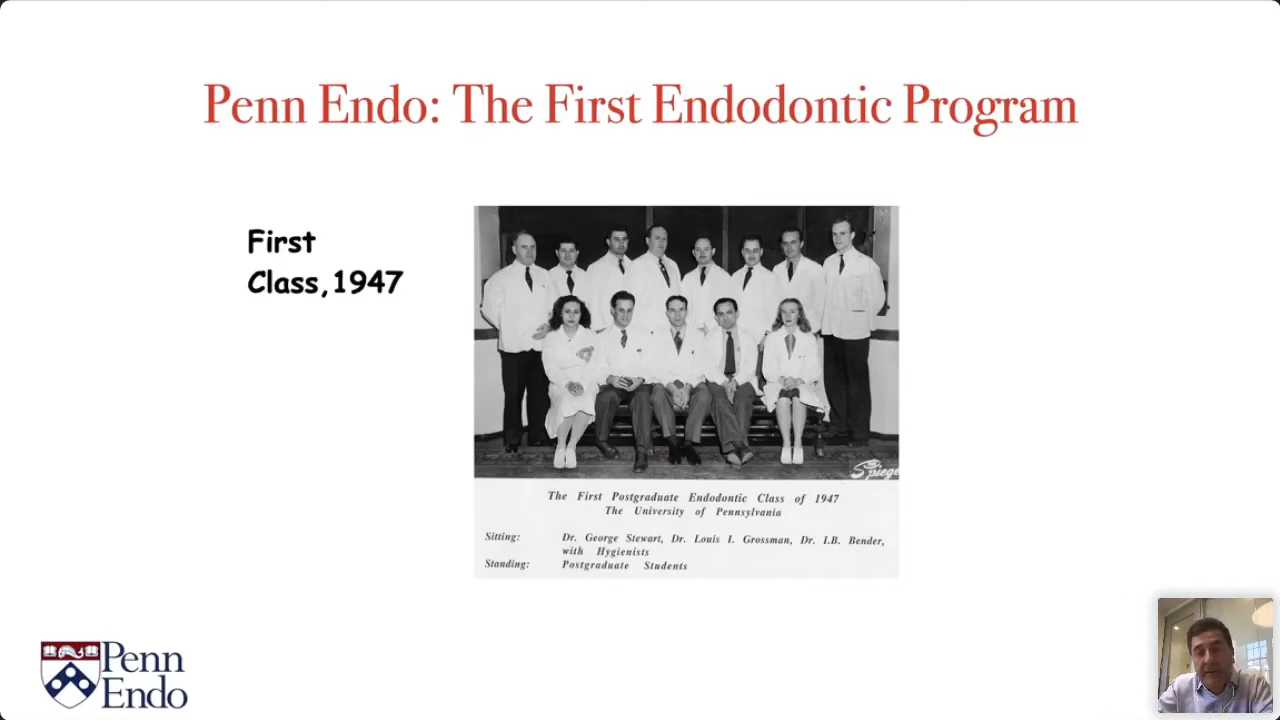 Penn Endo: The First Endodontic Program
First
Class,1947
The First Postgraduate Endodontic Class of 1947
The University of Pennsylvania
Sitting: Dr. George Stewart, Dr. Louis I. Grossman, Dr. I.B. Bender,
with Hygienists
Standing: Postgraduate Students
Penn
Endo